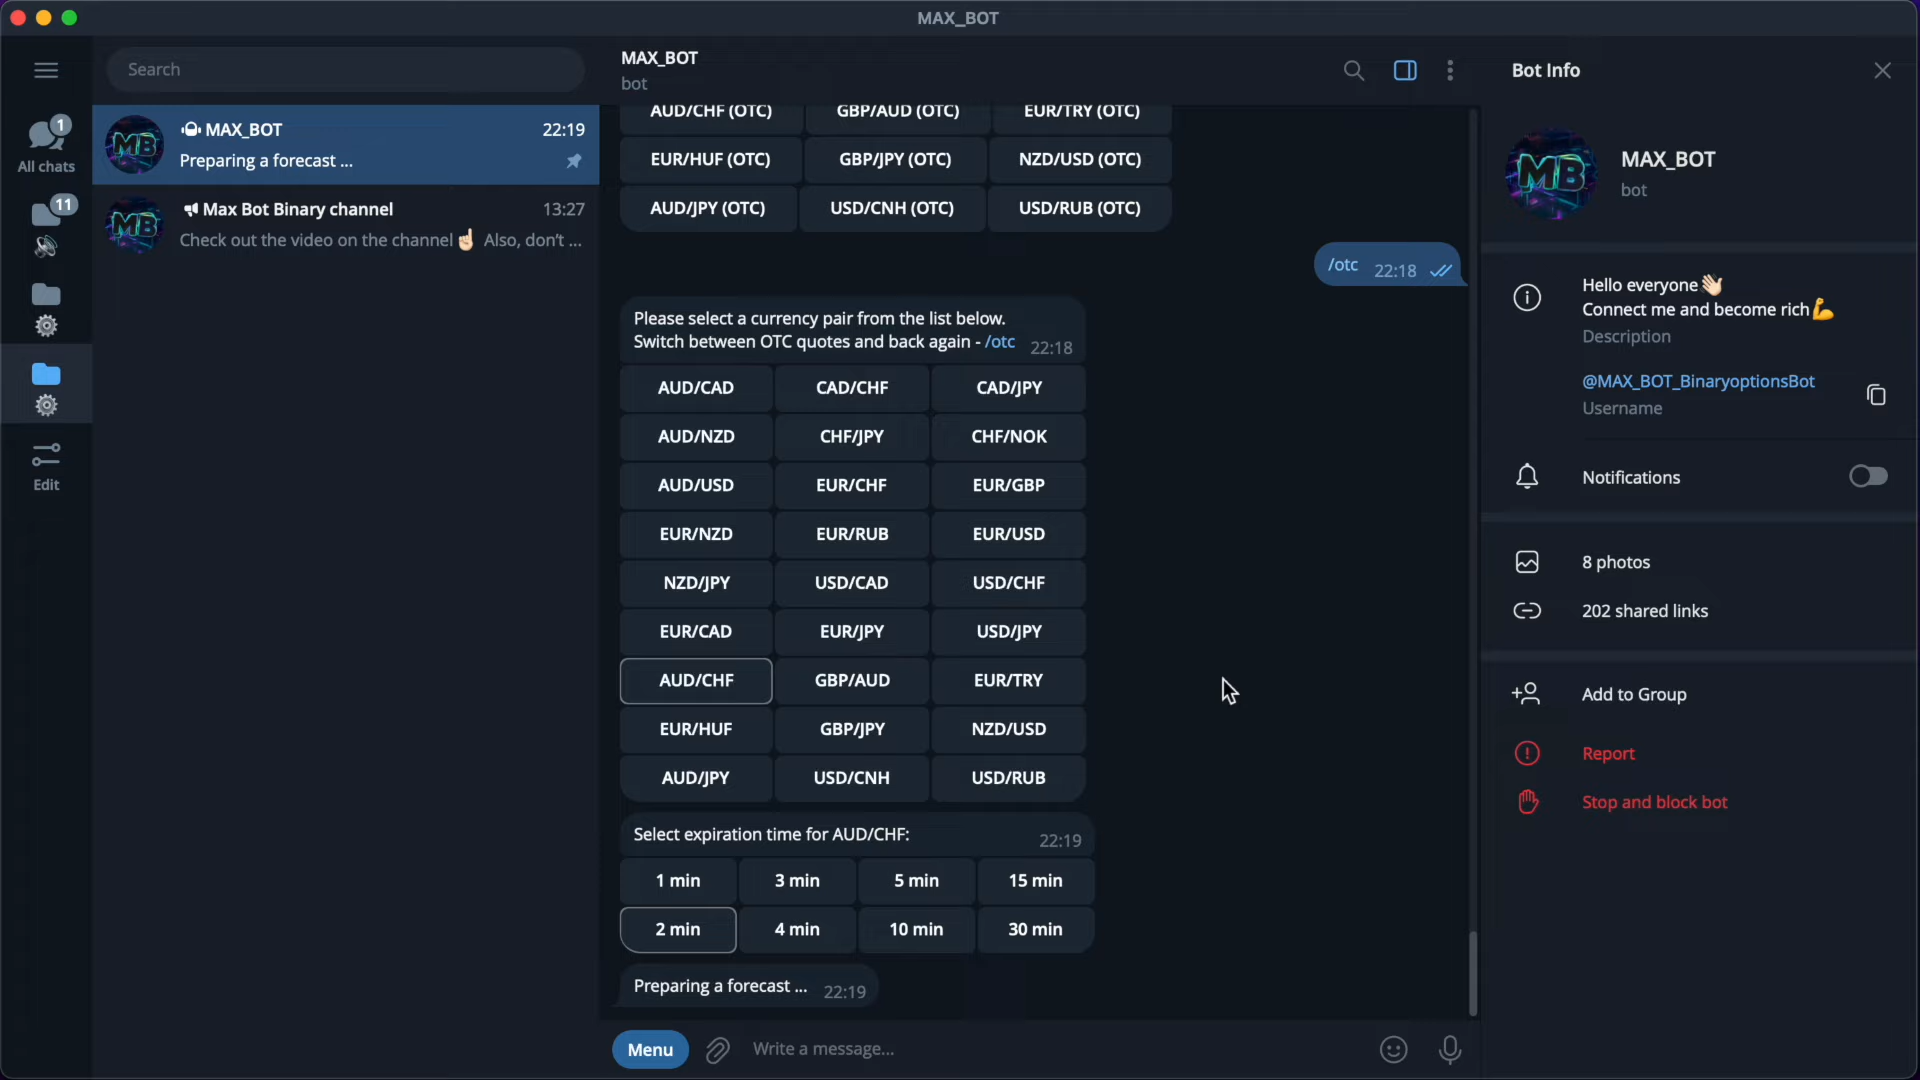 MAX_BOT
Search
1
All chats
11
Edit
MAX_BOT 22:19
Preparing a forecast ...
Max Bot Binary channel 13:27
Check out the video on the channel☝🏻 Also, don't ...
MAX_BOT
bot
AUD/CHF (OTC) GBP/AUD (OTC) EUR/TRY (OTC)
EUR/HUF (OTC) GBP/JPY (OTC) NZD/USD (OTC)
AUD/JPY (OTC) USD/CNH (OTC) USD/RUB (OTC)
/otc 22:18
Please select a currency pair from the list below.
Switch between OTC quotes and back again - /otc 22:18
AUD/CAD CAD/CHF CAD/JPY
AUD/NZD CHF/JPY CHF/NOK
AUD/USD EUR/CHF EUR/GBP
EUR/NZD EUR/RUB EUR/USD
NZD/JPY USD/CAD USD/CHF
EUR/CAD EUR/JPY USD/JPY
AUD/CHF GBP/AUD EUR/TRY
EUR/HUF GBP/JPY NZD/USD
AUD/JPY USD/CNH USD/RUB
Select expiration time for AUD/CHF: 22:19
1 min 3 min 5 min 15 min
2 min 4 min 10 min 30 min
Preparing a forecast ... 22:19
Menu Write a message...
Bot Info
MB
MAX_BOT
bot
Hello everyone👋🏻
Connect me and become rich💪
Description
@MAX_BOT_BinaryoptionsBot
Username
Notifications
8 photos
202 shared links
Add to Group
Report
Stop and block bot